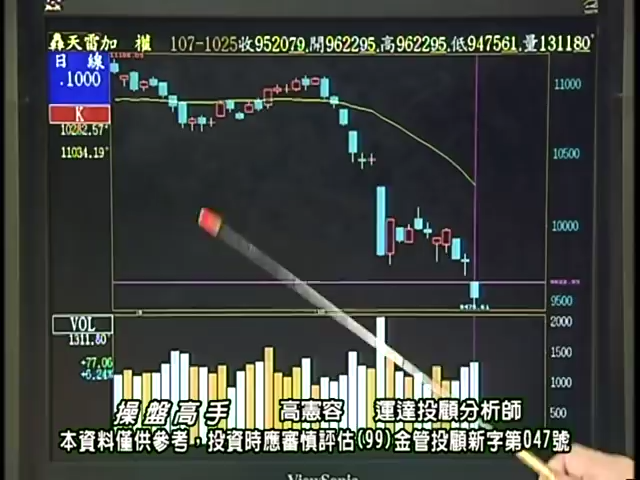 轟天雷加 權 107-1025收952079.開962295.高962295.低947561.量131180
日 線
.1000
K
10282.57
11034.19
11000
10500
10000
9500
VOL
1311.80
+77.06
+6.24%
2000
1500
1000
500
操盤高手 高憲容 運達投顧分析師
本資料僅供參考，投資時應審慎評估(99)金管投顧新字第047號
ViewSonic